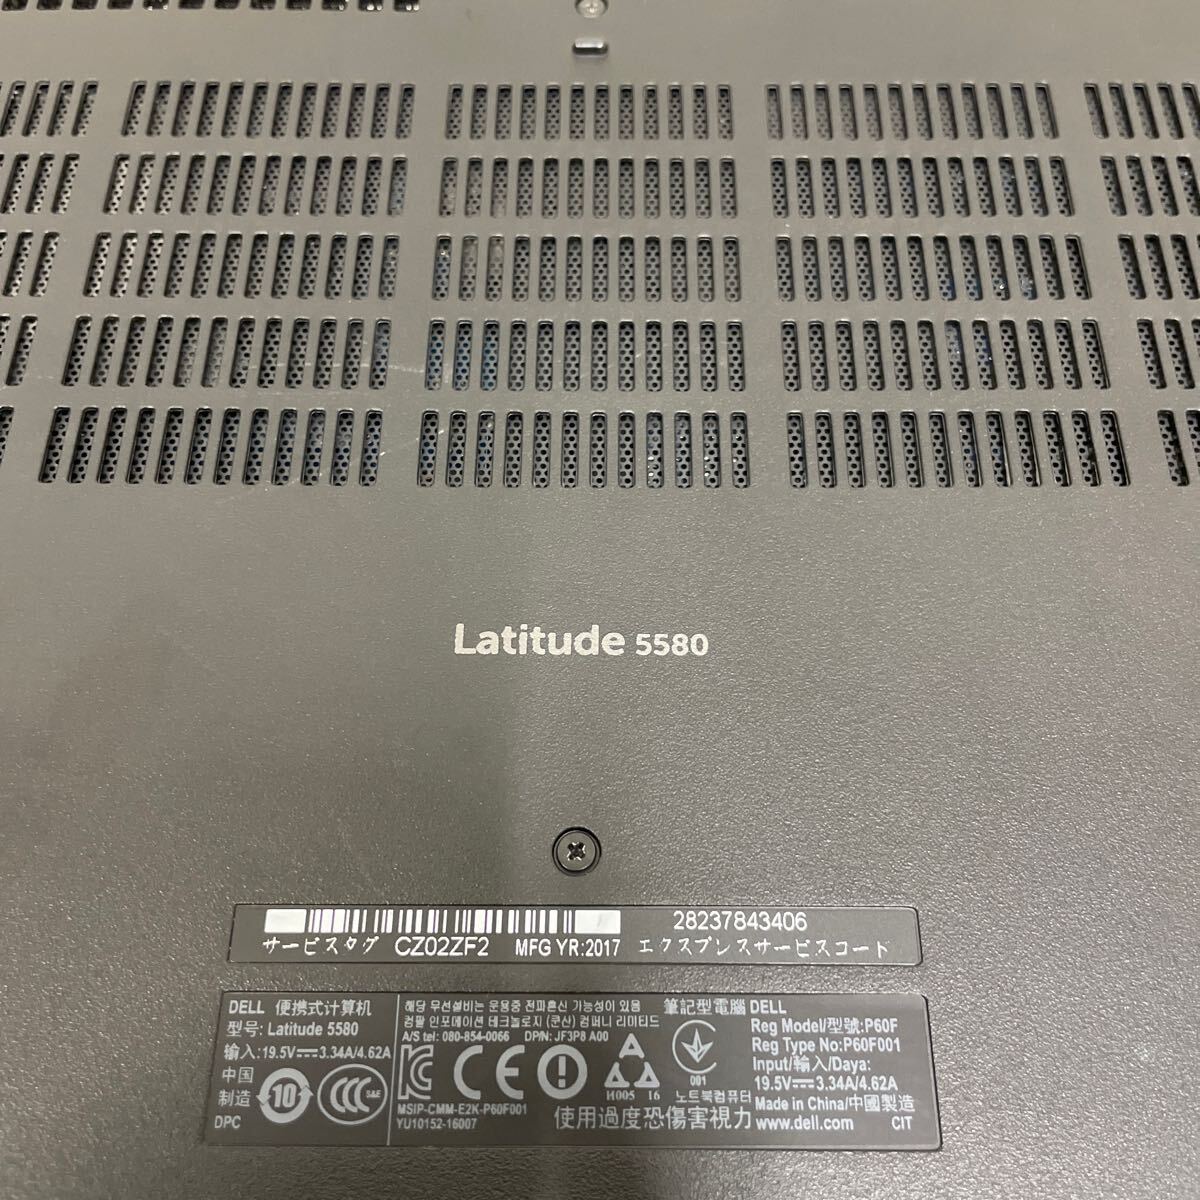 Latitude 5580
28237843406
サービスタグ CZ02ZF2 MFG YR:2017 エクスプレスサービスコード
DELL 便携式计算机
型号: Latitude 5580
输入:19.5V⎓3.34A/4.62A
中国
制造
DPC
10
CCC S&E
해당 무선설비는 운용중 전파혼신 가능성이 있음
컴팔 인포메이션 테크놀로지 (쿤산) 컴퍼니 리미티드
A/S tel: 080-854-0066 DP/N: JF3P8 A00
MSIP-CMM-E2K-P60F001
YU10152-16007
H005 16
001
노트북컴퓨터
使用過度恐傷害視力
筆記型電腦 DELL
Reg Model/型號:P60F
Reg Type No:P60F001
Input/輸入/Daya:
19.5V⎓3.34A/4.62A
Made in China/中國製造
www.dell.com CIT